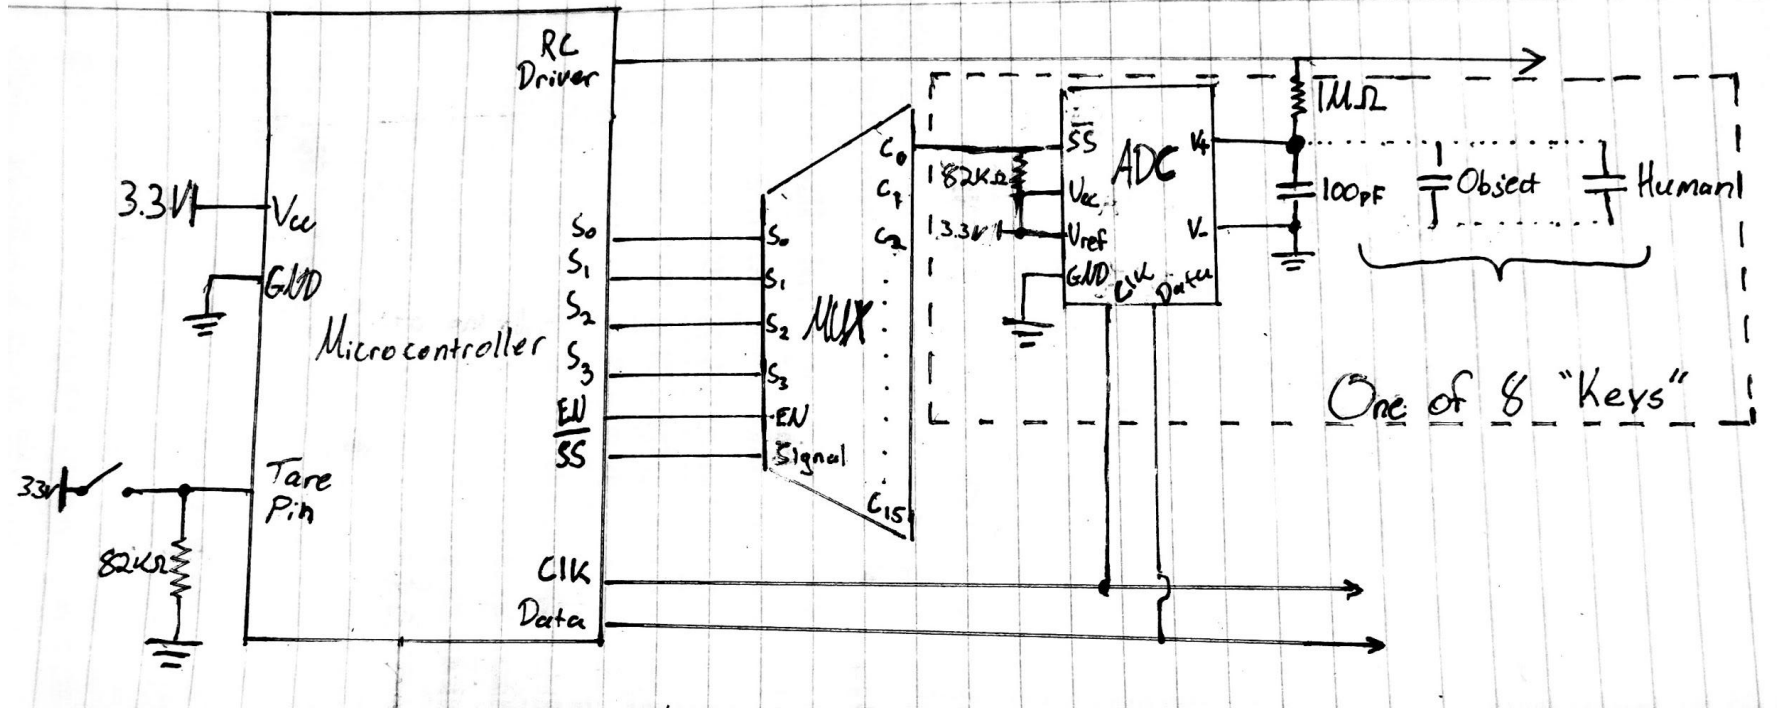 RC
Driver
3.3V
Vcc
GND
Microcontroller
S0
S1
S2
S3
EN
SS
33V
Tare
Pin
82KΩ
Clk
Data
S0
S1
S2
S3
EN
Signal
MUX
C0
C1
C2
C15
82KΩ
3.3V
SS
Vcc
Vref
GND
Clk
Data
ADC
V+
V-
1MΩ
100pF
Object
Human
One of 8 "Keys"